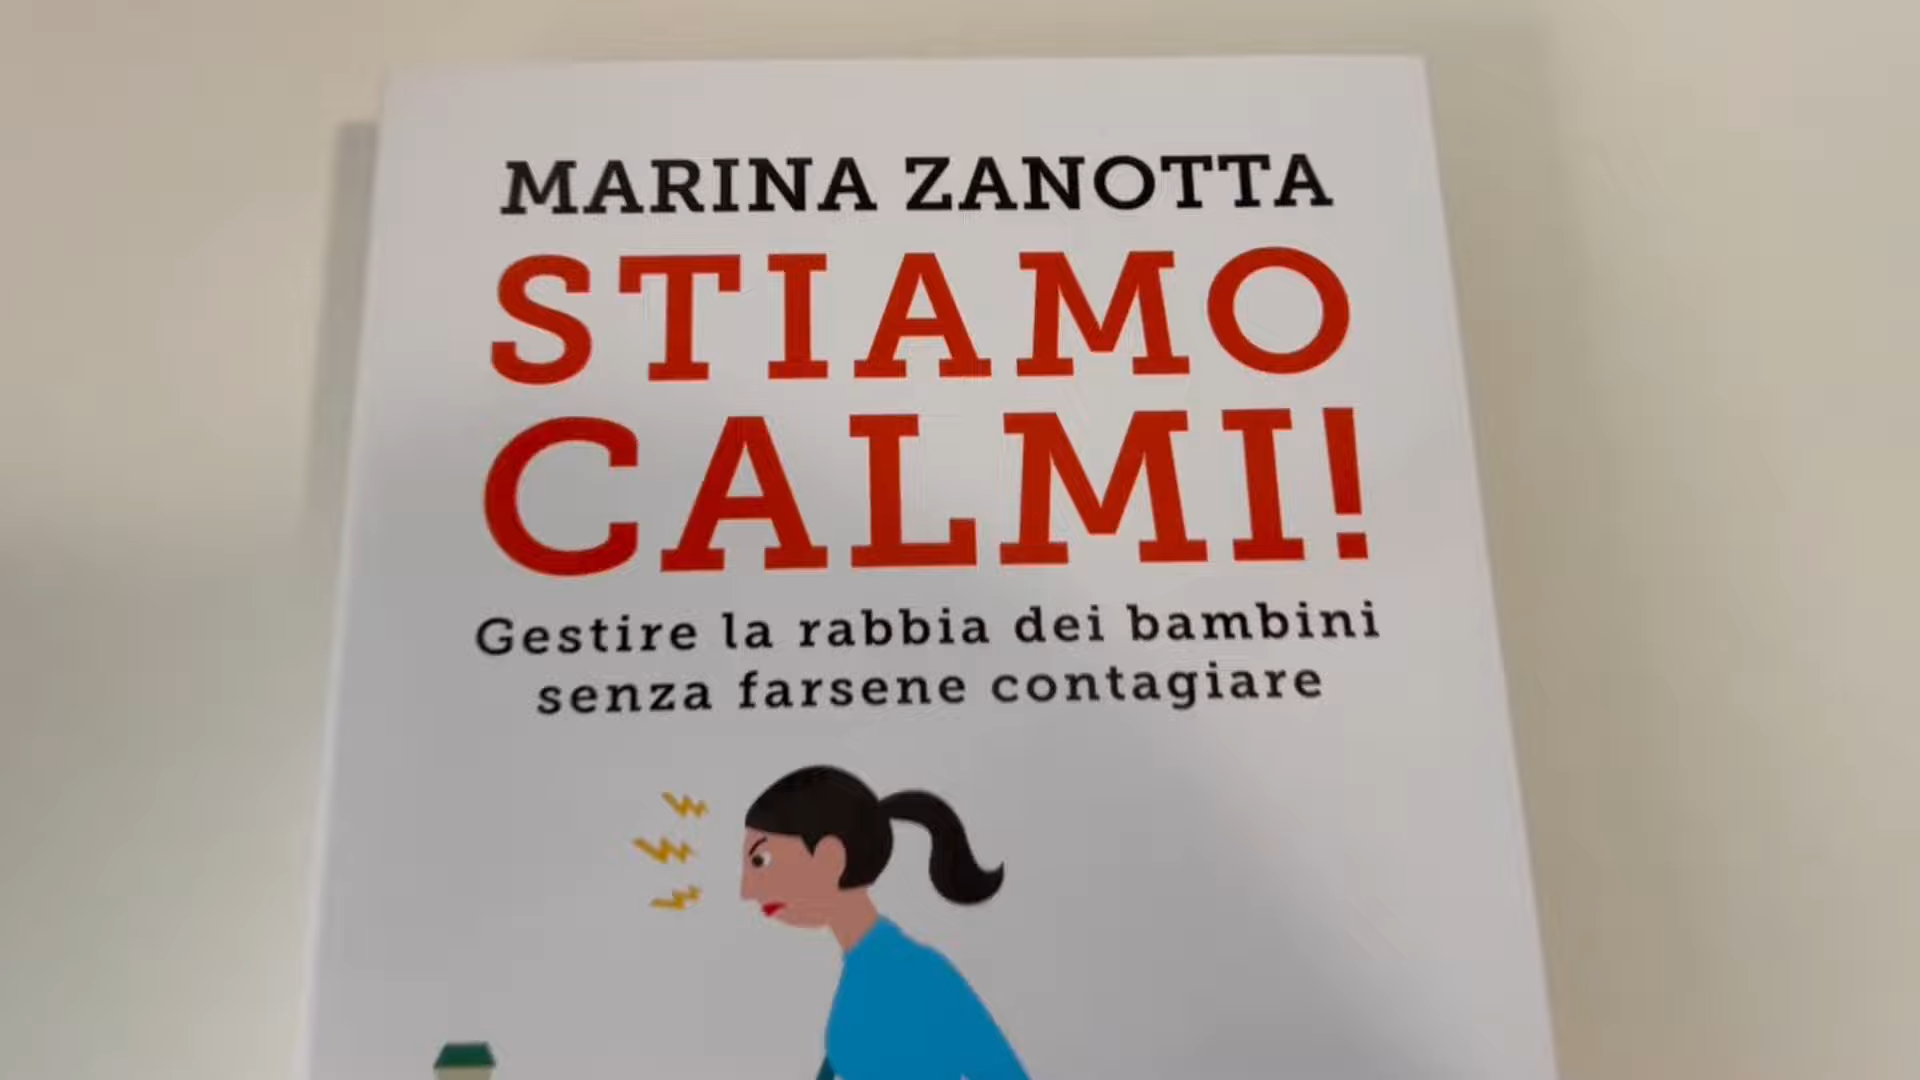 MARINA ZANOTTA
STIAMO
CALMI!
Gestire la rabbia dei bambini
senza farsene contagiare